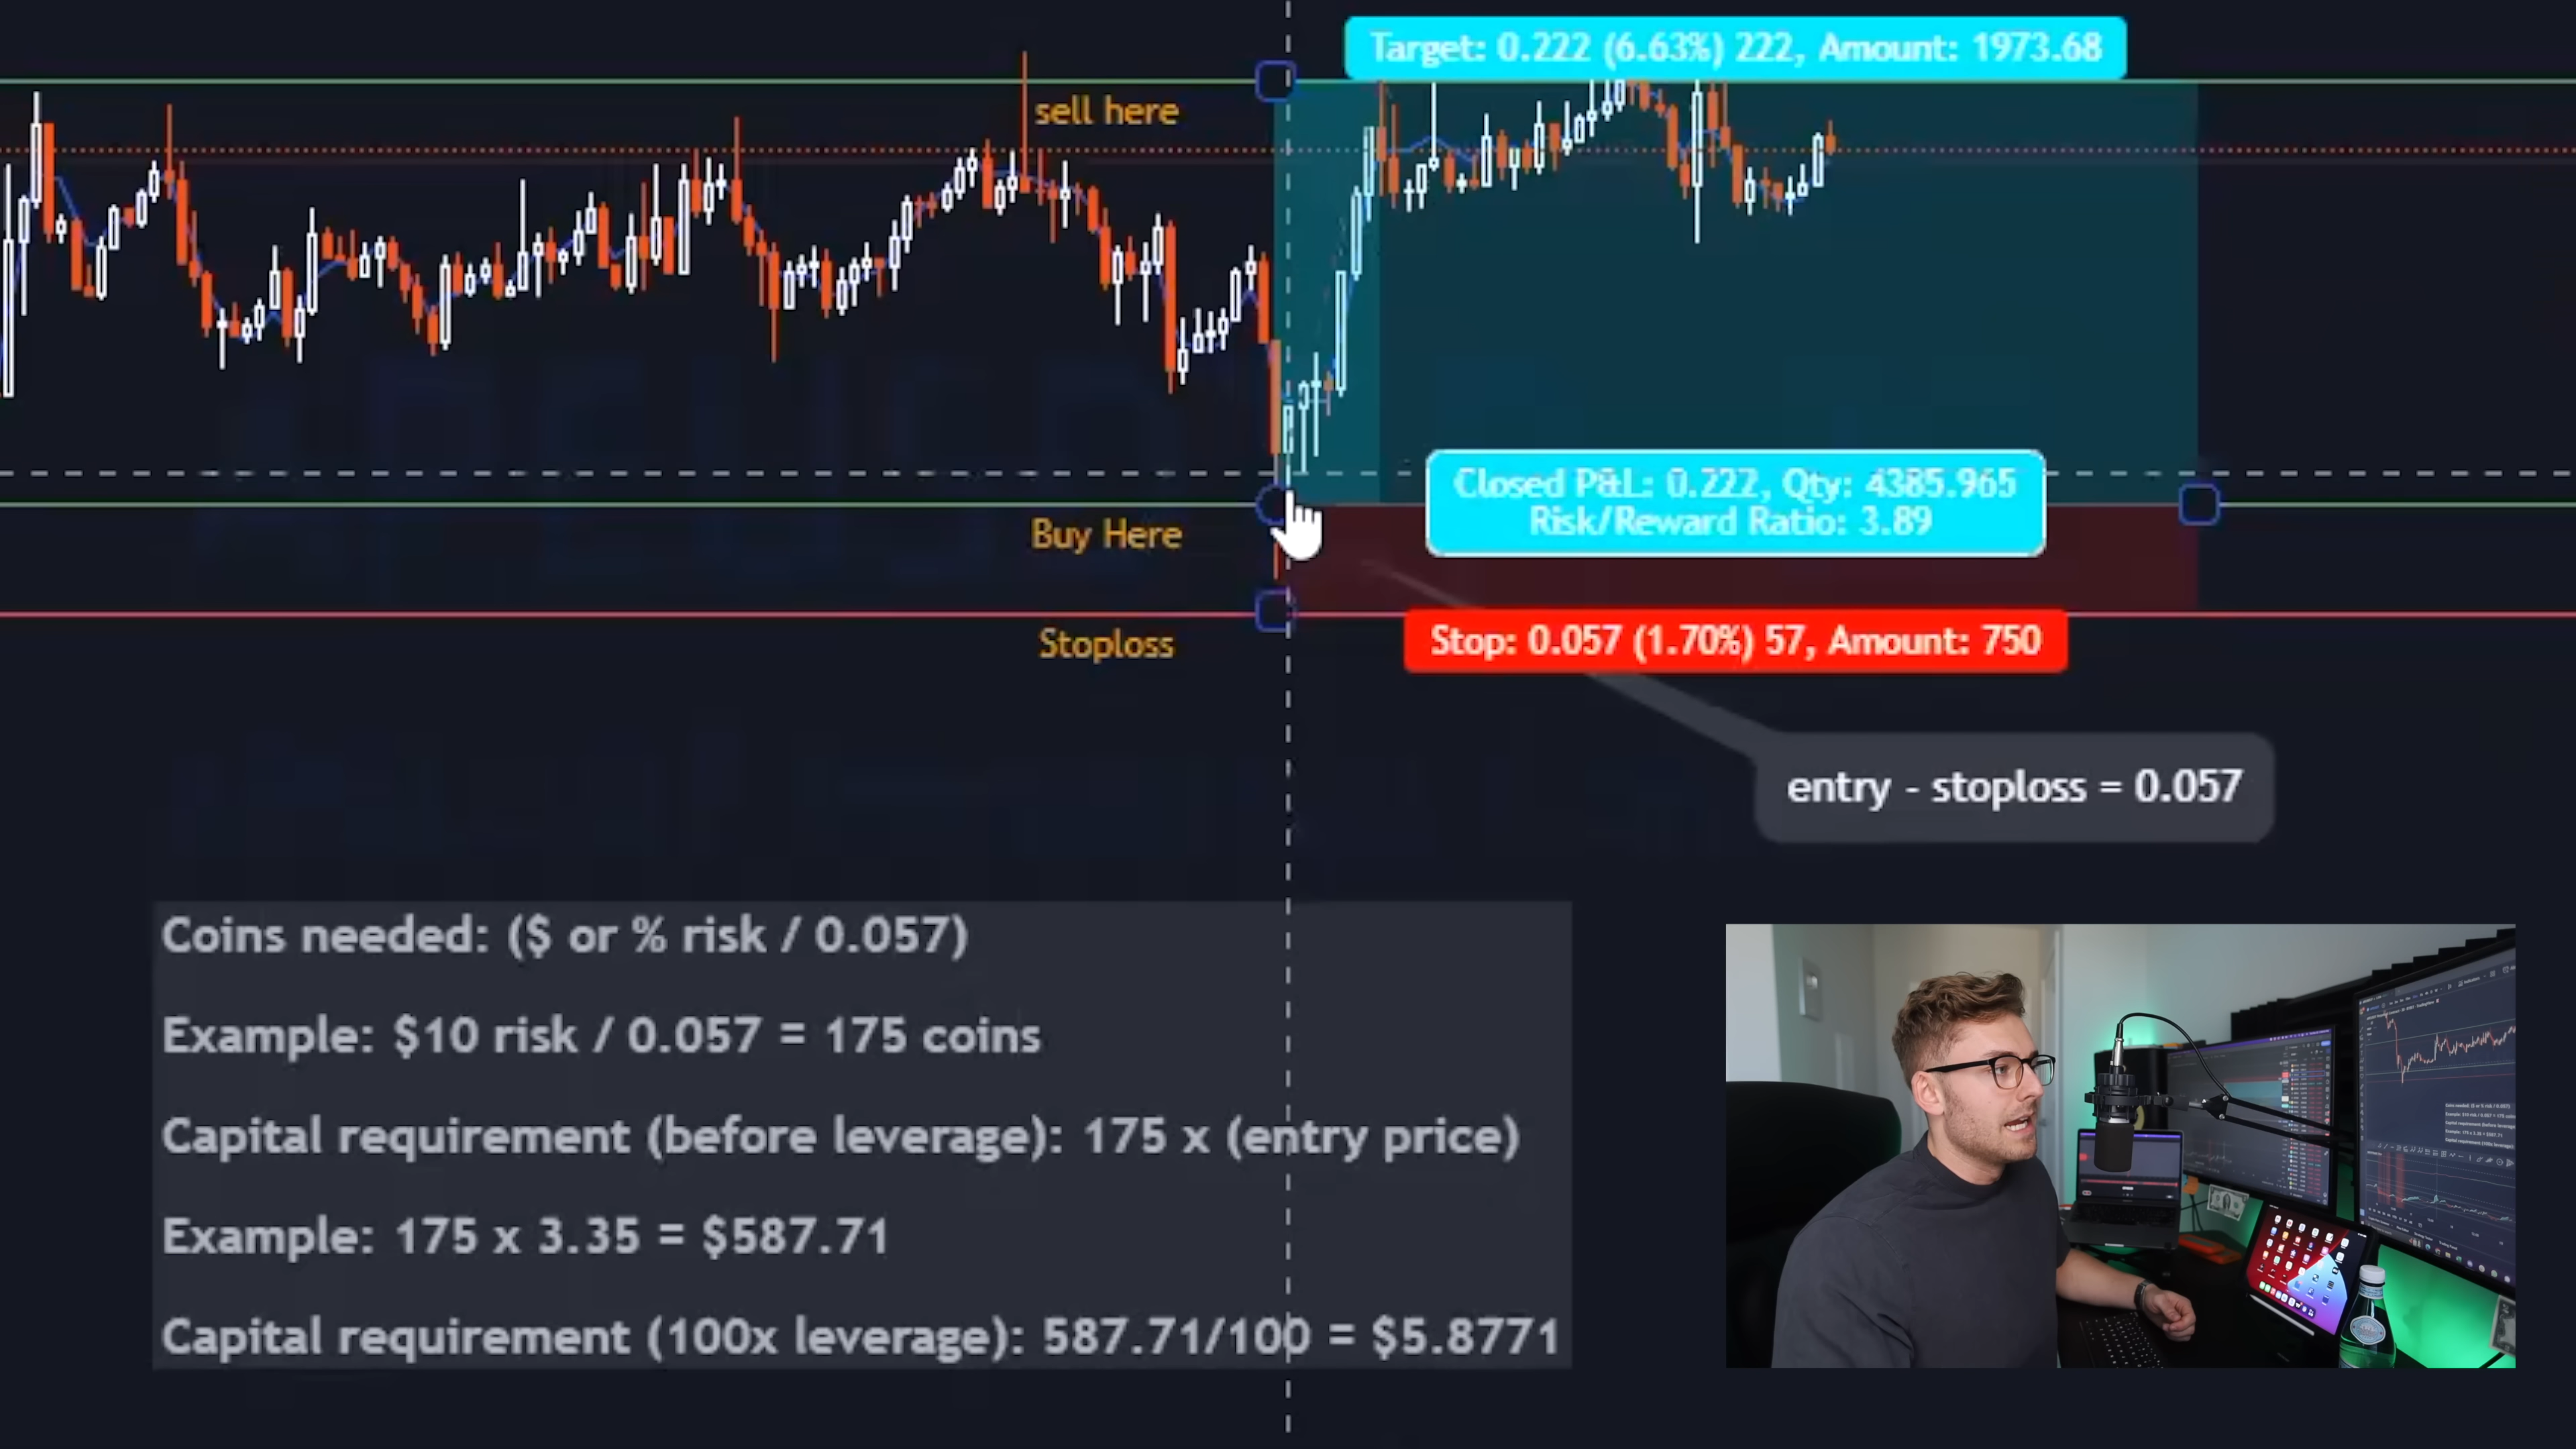 Target: 0.222 (6.63%) 222, Amount: 1973.68
sell here
Closed P&L: 0.222, Qty: 4385.965
Risk/Reward Ratio: 3.89
Buy Here
Stop: 0.057 (1.70%) 57, Amount: 750
Stoploss
entry - stoploss = 0.057
Coins needed: ($ or % risk / 0.057)
Example: $10 risk / 0.057 = 175 coins
Capital requirement (before leverage): 175 x (entry price)
Example: 175 x 3.35 = $587.71
Capital requirement (100x leverage): 587.71/100 = $5.8771